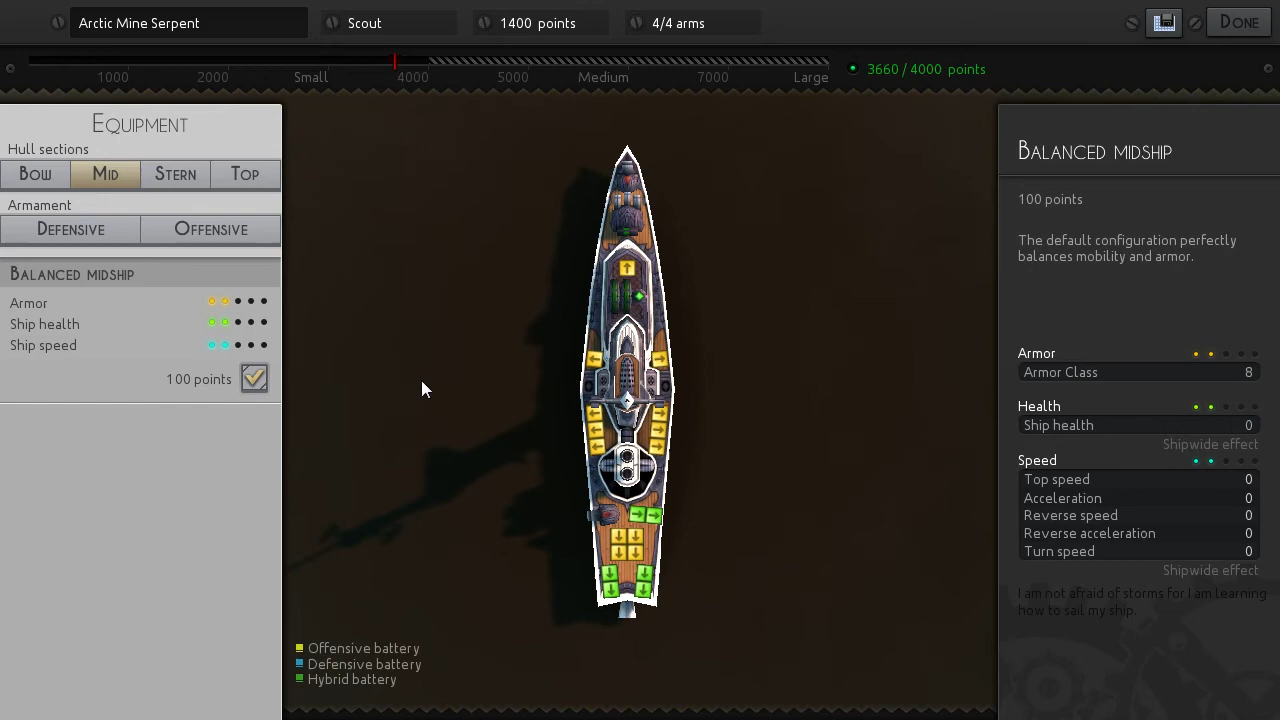 Arctic Mine Serpent
Scout
1400 points
4/4 arms
DONE
1000
2000
Small
4000
5000
Medium
7000
Large
3660 / 4000 points
EQUIPMENT
Hull sections
BOW
MID
STERN
TOP
Armament
DEFENSIVE
OFFENSIVE
BALANCED MIDSHIP
Armor
Ship health
Ship speed
100 points
Offensive battery
Defensive battery
Hybrid battery
BALANCED MIDSHIP
100 points
The default configuration perfectly
balances mobility and armor.
Armor
Armor Class 8
Health
Ship health 0
Shipwide effect
Speed
Top speed 0
Acceleration 0
Reverse speed 0
Reverse acceleration 0
Turn speed 0
Shipwide effect
I am not afraid of storms for I am learning
how to sail my ship.